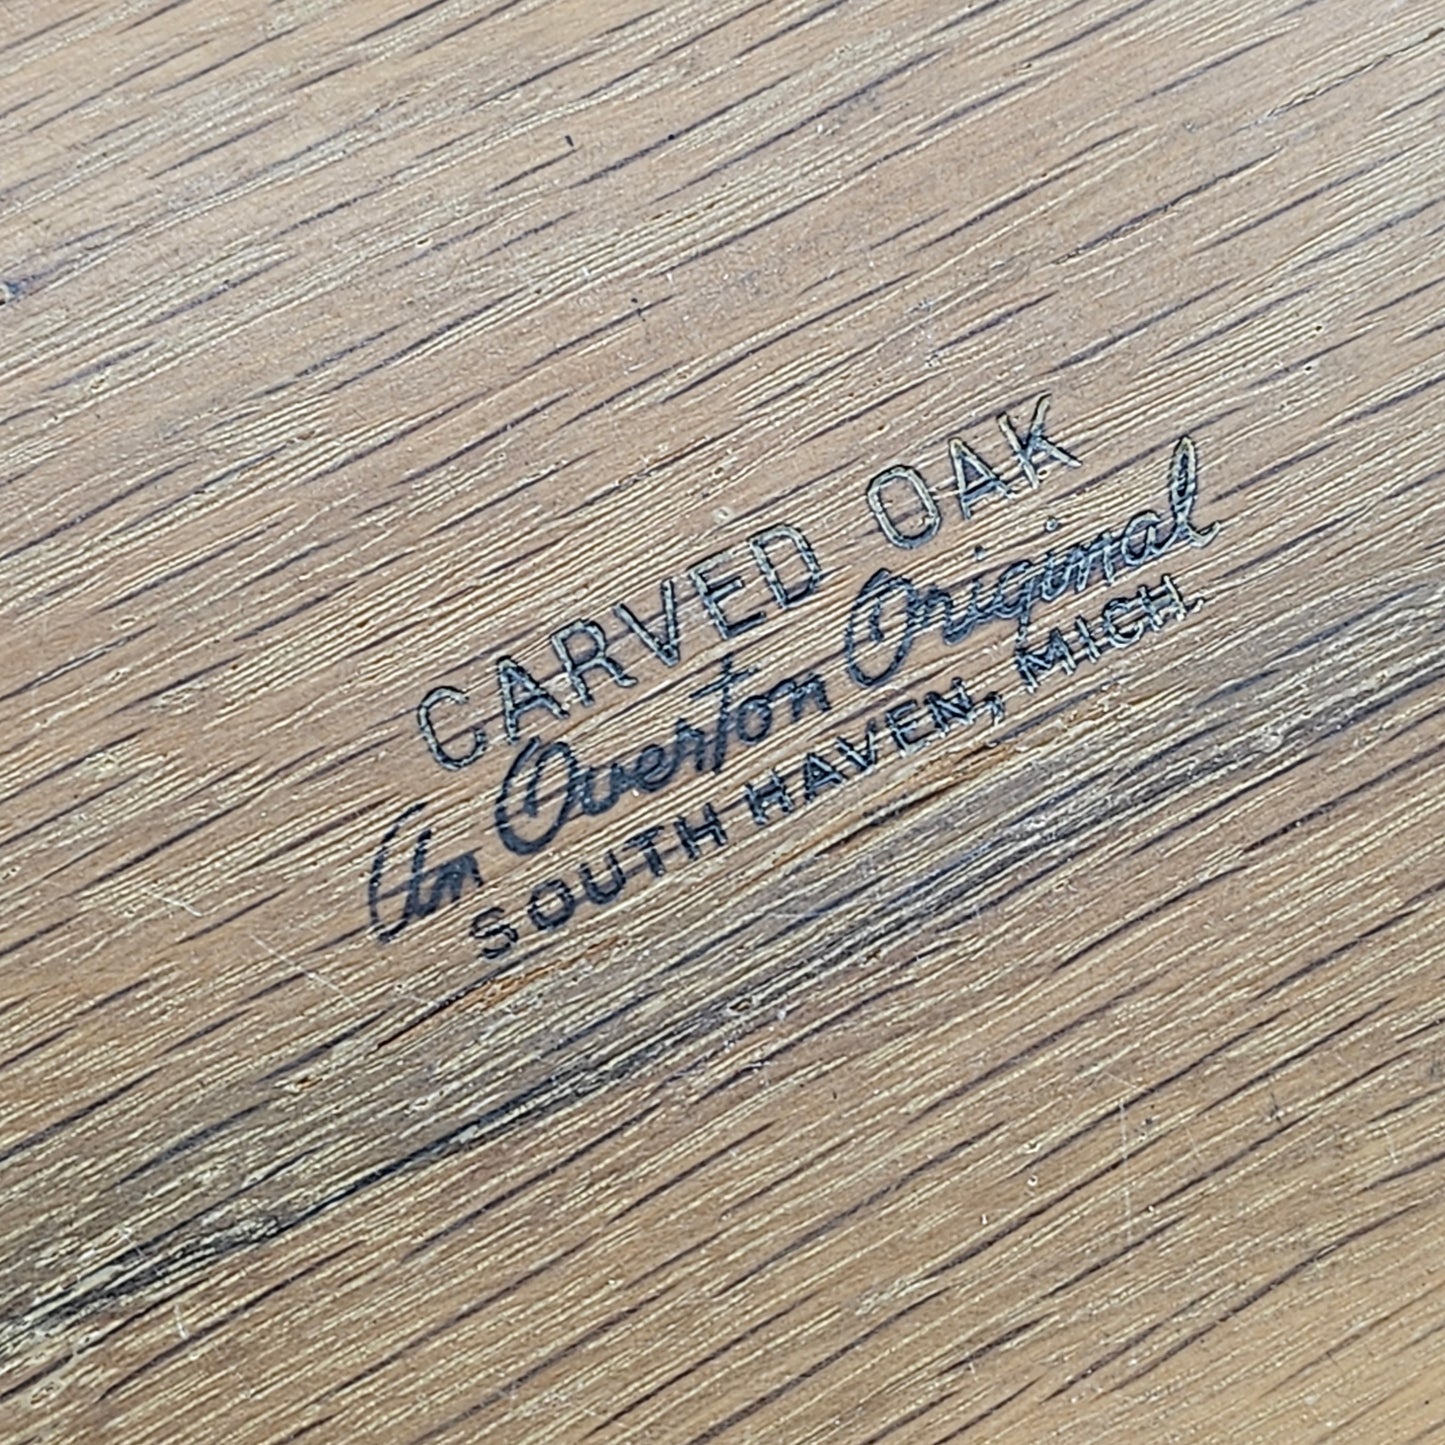 CARVED OAK
An Overton Original
SOUTH HAVEN, MICH.